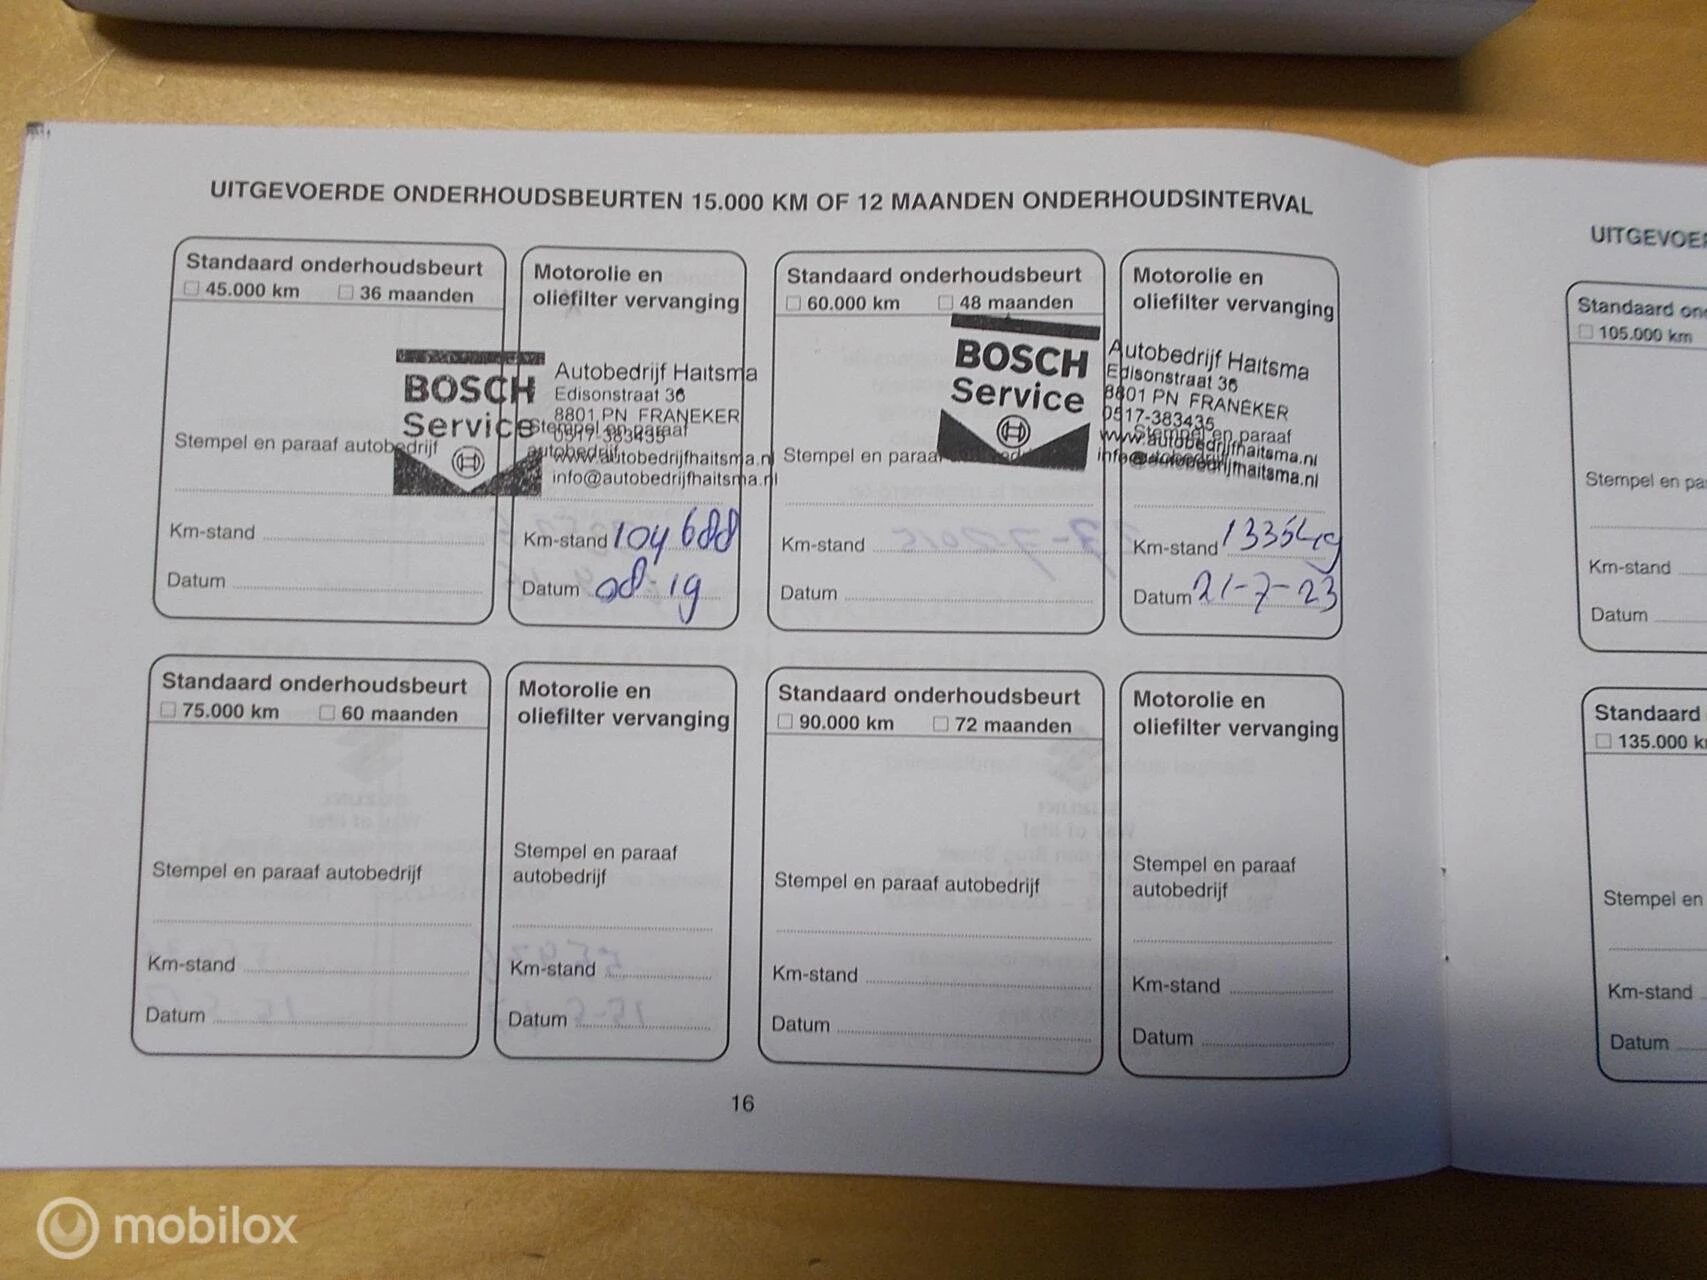 UITGEVOERDE ONDERHOUDSBEURTEN 15.000 KM OF 12 MAANDEN ONDERHOUDSINTERVAL
Standaard onderhoudsbeurt
45.000 km 36 maanden
BOSCH
Service
Stempel en paraaf autobedrijf
Km-stand
Datum
Motorolie en
oliefilter vervanging
Autobedrijf Haitsma
Edisonstraat 36
8801 PN FRANEKER
Stempel en paraaf
0517-383435
autobedrijf
www.autobedrijfhaitsma.nl
info@autobedrijfhaitsma.nl
Km-stand 104688
Datum 08-19
Standaard onderhoudsbeurt
60.000 km 48 maanden
BOSCH
Service
Stempel en paraaf
Km-stand
Datum
Motorolie en
oliefilter vervanging
Autobedrijf Haitsma
Edisonstraat 36
8801 PN FRANEKER
0517-383435
Stempel en paraaf
www.autobedrijfhaitsma.nl
info@autobedrijfhaitsma.nl
Km-stand
Datum 21-7-23
Standaard onderhoudsbeurt
75.000 km 60 maanden
Stempel en paraaf autobedrijf
Km-stand
Datum
Motorolie en
oliefilter vervanging
Stempel en paraaf
autobedrijf
Km-stand
Datum
Standaard onderhoudsbeurt
90.000 km 72 maanden
Stempel en paraaf autobedrijf
Km-stand
Datum
Motorolie en
oliefilter vervanging
Stempel en paraaf
autobedrijf
Km-stand
Datum
16
UITGEVOE
Standaard on
105.000 km
Stempel en pa
Km-stand
Datum
Standaard
135.000 k
Stempel en
Km-stand
Datum
mobilox